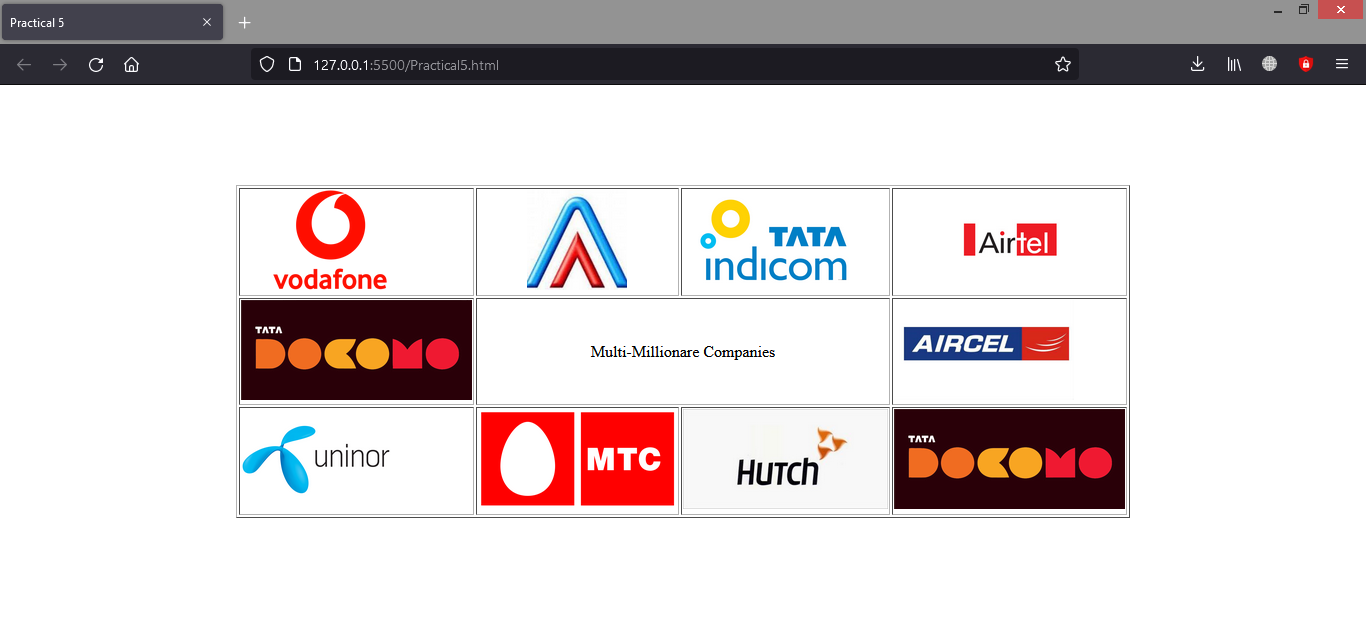 Practical 5
127.0.0.1:5500/Practical5.html
vodafone
TATA
indicom
Airtel
TATA
DOCOMO
Multi-Millionare Companies
AIRCEL
uninor
МТС
HUTCH
TATA
DOCOMO